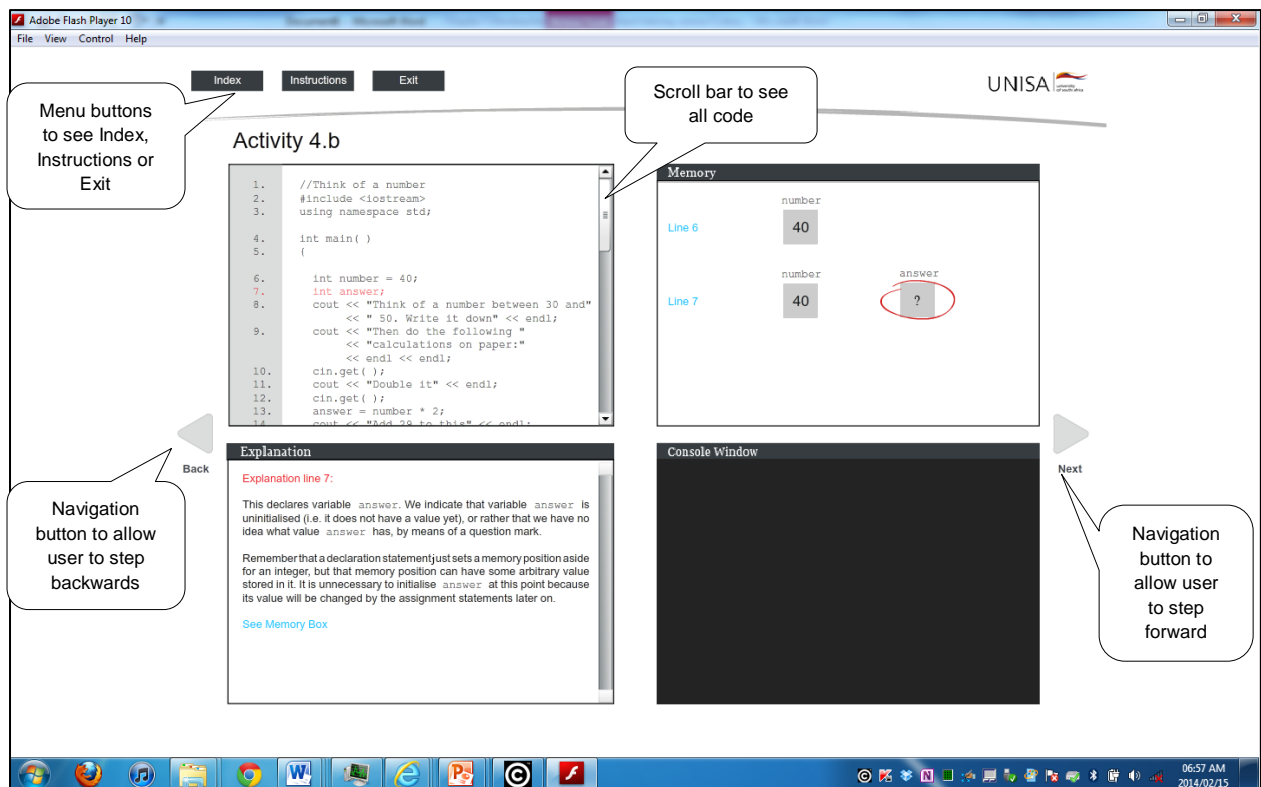 Adobe Flash Player 10
File View Control Help
Index Instructions Exit
UNISA university of south africa
Menu buttons
to see Index,
Instructions or
Exit
Scroll bar to see
all code
Activity 4.b
1. //Think of a number
2. #include <iostream>
3. using namespace std;
4. int main( )
5. {
6. int number = 40;
7. int answer;
8. cout << "Think of a number between 30 and"
<< " 50. Write it down" << endl;
9. cout << "Then do the following "
<< "calculations on paper:"
<< endl << endl;
10. cin.get( );
11. cout << "Double it" << endl;
12. cin.get( );
13. answer = number * 2;
14 cout << "Add 29 to this" << endl;
Memory
number
Line 6 40
number answer
Line 7 40 ?
Back
Next
Navigation
button to allow
user to step
backwards
Explanation
Explanation line 7:
This declares variable answer. We indicate that variable answer is
uninitialised (i.e. it does not have a value yet), or rather that we have no
idea what value answer has, by means of a question mark.
Remember that a declaration statement just sets a memory position aside
for an integer, but that memory position can have some arbitrary value
stored in it. It is unnecessary to initialise answer at this point because
its value will be changed by the assignment statements later on.
See Memory Box
Console Window
Navigation
button to
allow user
to step
forward
06:57 AM
2014/02/15